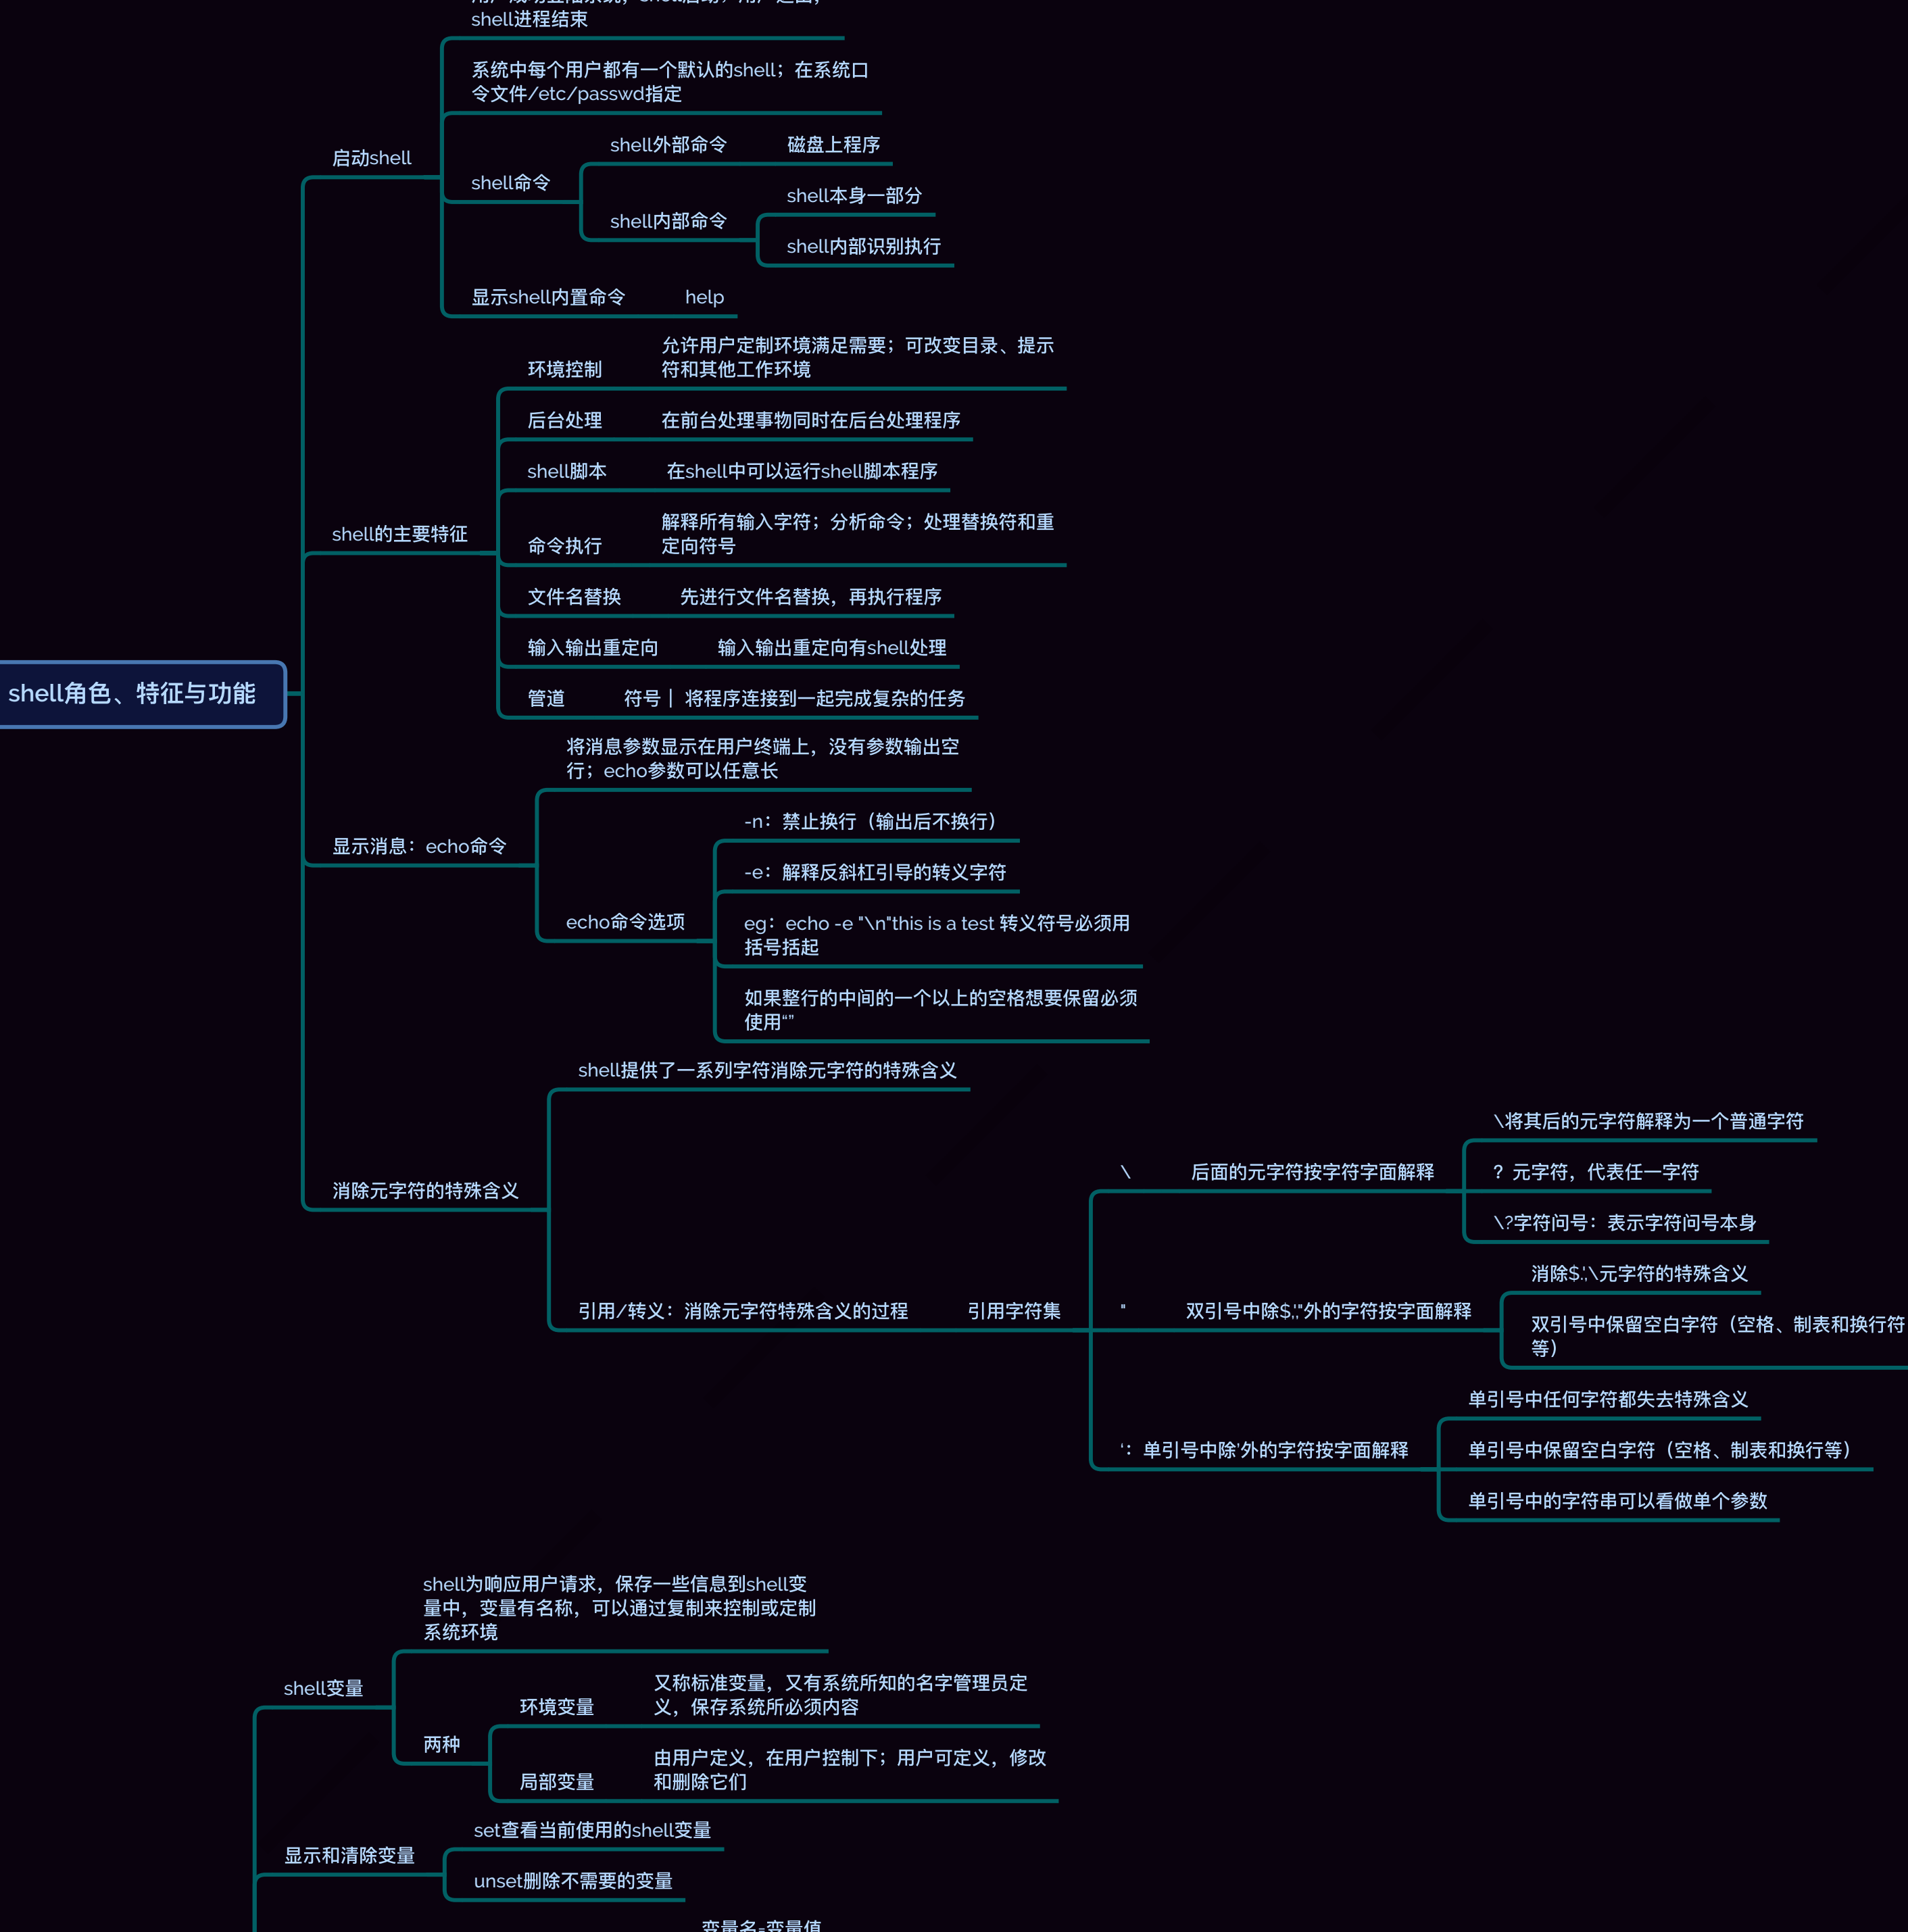 shell进程结束
系统中每个用户都有一个默认的shell；在系统口
令文件/etc/passwd指定
启动shell
shell命令
shell外部命令
磁盘上程序
shell内部命令
shell本身一部分
shell内部识别执行
显示shell内置命令
help
shell角色、特征与功能
shell的主要特征
环境控制
允许用户定制环境满足需要；可改变目录、提示
符和其他工作环境
后台处理
在前台处理事物同时在后台处理程序
shell脚本
在shell中可以运行shell脚本程序
命令执行
解释所有输入字符；分析命令；处理替换符和重
定向符号
文件名替换
先进行文件名替换，再执行程序
输入输出重定向
输入输出重定向有shell处理
管道
符号 | 将程序连接到一起完成复杂的任务
显示消息：echo命令
将消息参数显示在用户终端上，没有参数输出空
行；echo参数可以任意长
echo命令选项
-n：禁止换行（输出后不换行）
-e：解释反斜杠引导的转义字符
eg：echo -e "\n"this is a test 转义符号必须用
括号括起
如果整行的中间的一个以上的空格想要保留必须
使用“”
消除元字符的特殊含义
shell提供了一系列字符消除元字符的特殊含义
引用/转义：消除元字符特殊含义的过程
引用字符集
\
后面的元字符按字符字面解释
\将其后的元字符解释为一个普通字符
？元字符，代表任一字符
\?字符问号：表示字符问号本身
"
双引号中除$,;"外的字符按字面解释
消除$.',\元字符的特殊含义
双引号中保留空白字符（空格、制表和换行符
等）
‘：单引号中除’外的字符按字面解释
单引号中任何字符都失去特殊含义
单引号中保留空白字符（空格、制表和换行等）
单引号中的字符串可以看做单个参数
shell变量
shell为响应用户请求，保存一些信息到shell变
量中，变量有名称，可以通过复制来控制或定制
系统环境
两种
环境变量
又称标准变量，又有系统所知的名字管理员定
义，保存系统所必须内容
局部变量
由用户定义，在用户控制下；用户可定义，修改
和删除它们
显示和清除变量
set查看当前使用的shell变量
unset删除不需要的变量
变量名=变量值